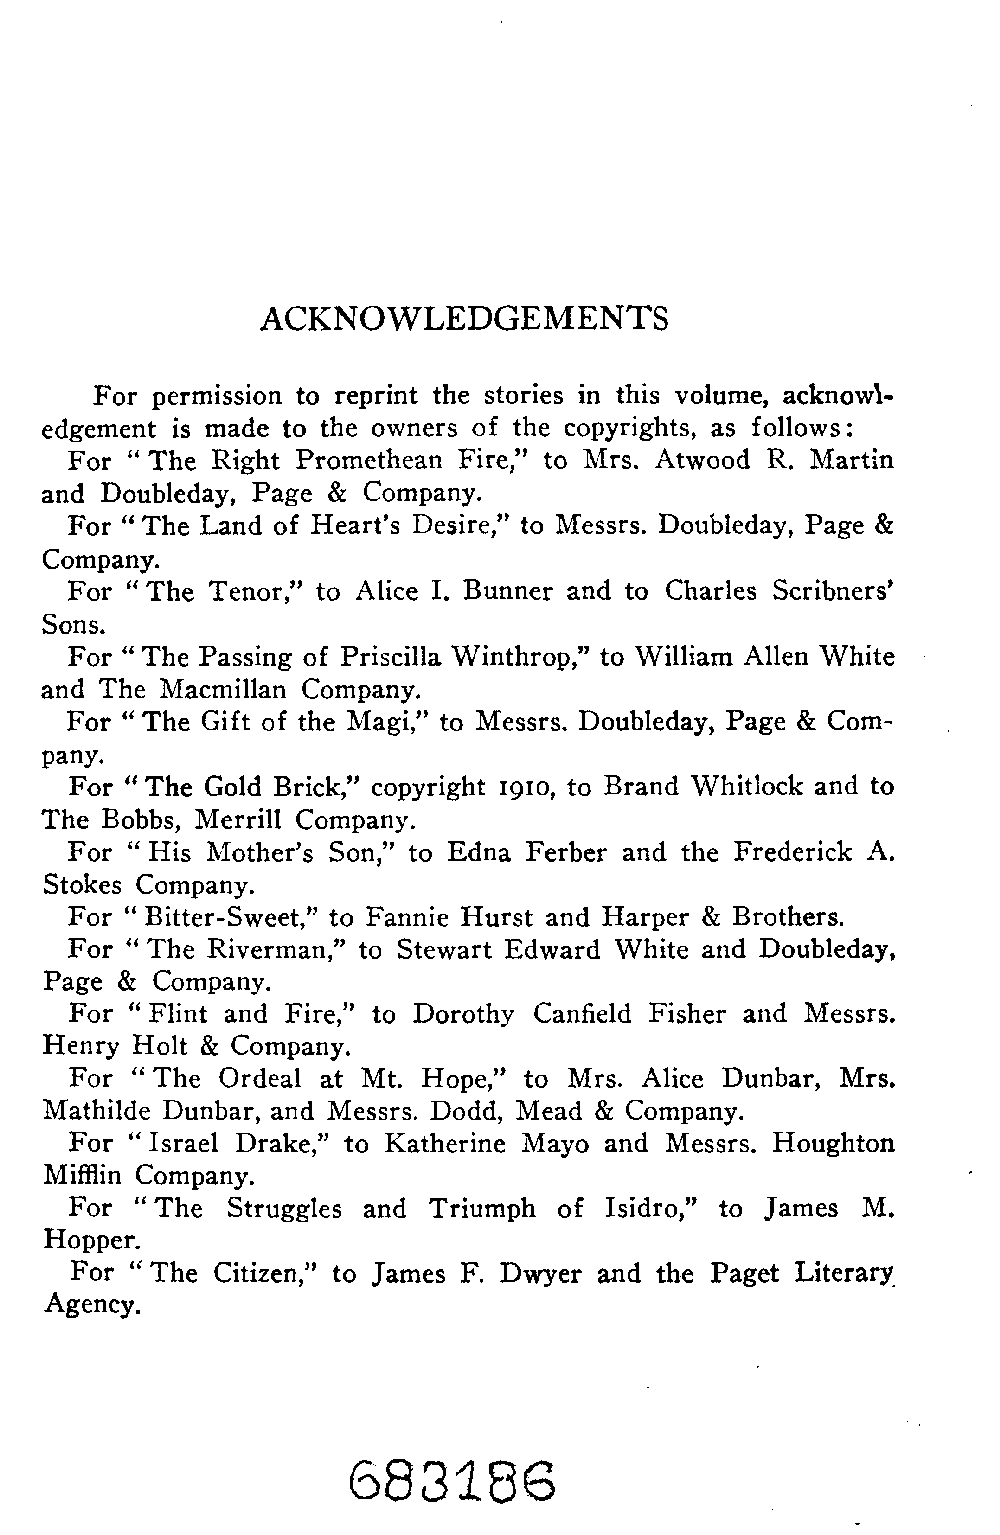 ACKNOWLEDGEMENTS
For permission to reprint the stories in this volume, acknowl-
edgement is made to the owners of the copyrights, as follows:
For "The Right Promethean Fire," to Mrs. Atwood R. Martin
and Doubleday, Page & Company.
For "The Land of Heart's Desire," to Messrs. Doubleday, Page &
Company.
For "The Tenor," to Alice I. Bunner and to Charles Scribners'
Sons.
For "The Passing of Priscilla Winthrop," to William Allen White
and The Macmillan Company.
For "The Gift of the Magi," to Messrs. Doubleday, Page & Com-
pany.
For "The Gold Brick," copyright 1910, to Brand Whitlock and to
The Bobbs, Merrill Company.
For "His Mother's Son," to Edna Ferber and the Frederick A.
Stokes Company.
For "Bitter-Sweet," to Fannie Hurst and Harper & Brothers.
For "The Riverman," to Stewart Edward White and Doubleday,
Page & Company.
For "Flint and Fire," to Dorothy Canfield Fisher and Messrs.
Henry Holt & Company.
For "The Ordeal at Mt. Hope," to Mrs. Alice Dunbar, Mrs.
Mathilde Dunbar, and Messrs. Dodd, Mead & Company.
For "Israel Drake," to Katherine Mayo and Messrs. Houghton
Mifflin Company.
For "The Struggles and Triumph of Isidro," to James M.
Hopper.
For "The Citizen," to James F. Dwyer and the Paget Literary
Agency.
683186